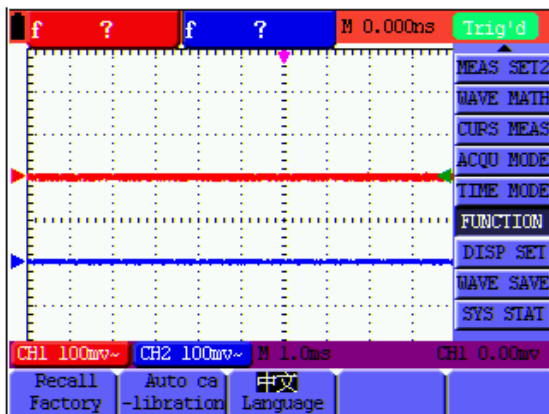 f ? f ? M 0.000ns Trig'd
MEAS SET2
WAVE MATH
CURS MEAS
ACQU MODE
TIME MODE
FUNCTION
DISP SET
WAVE SAVE
SYS STAT
CH1 100mv~ CH2 100mv~ M 1.0ms CH1 0.00mv
Recall Factory
Auto ca-libration
中文 Language